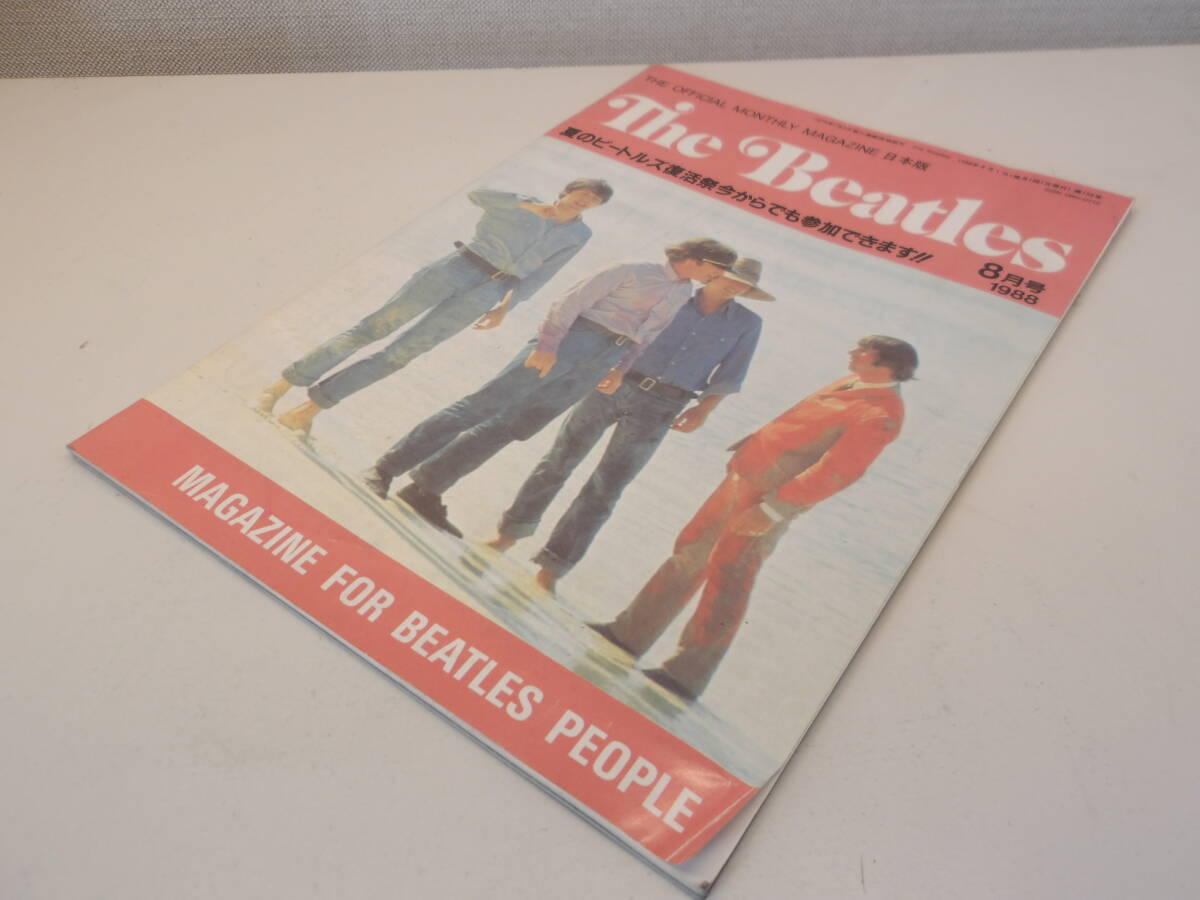 THE OFFICIAL MONTHLY MAGAZINE 日本版
The Beatles
夏のビートルズ復活祭今からでも参加できます!!
8月号
1988
MAGAZINE FOR BEATLES PEOPLE